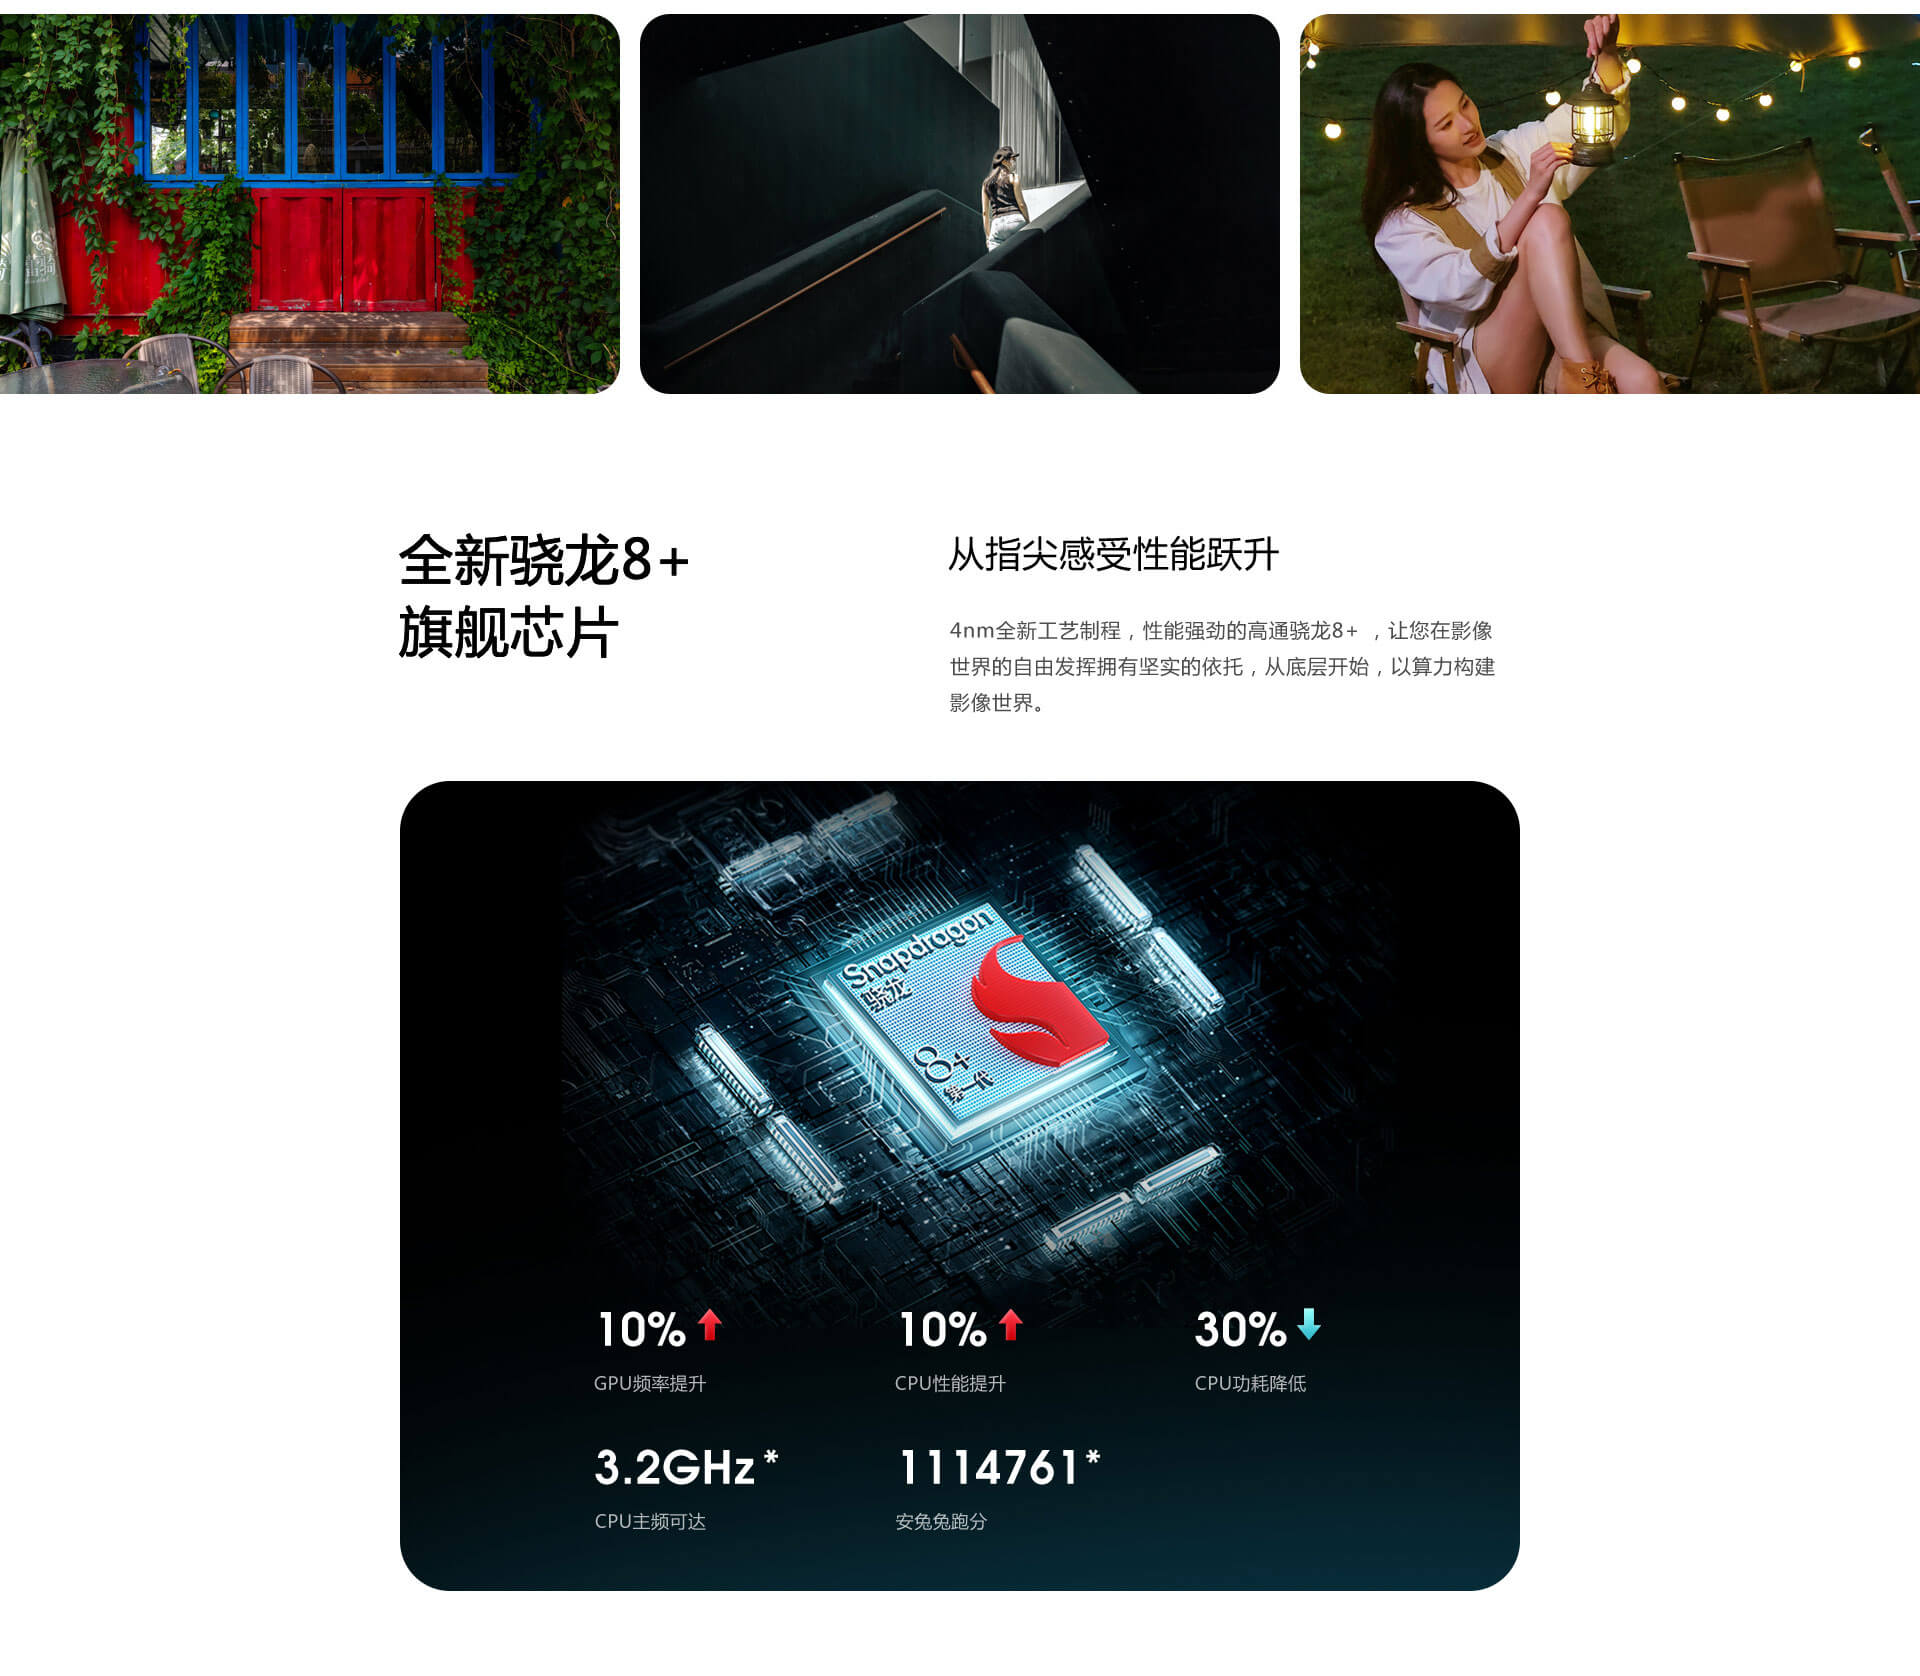 全新骁龙8+
旗舰芯片
从指尖感受性能跃升
4nm全新工艺制程，性能强劲的高通骁龙8+ ，让您在影像
世界的自由发挥拥有坚实的依托，从底层开始，以算力构建
影像世界。
Snapdragon
骁龙
8+
10%
10%
30%
GPU频率提升
CPU性能提升
CPU功耗降低
3.2GHz*
1114761*
CPU主频可达
安兔兔跑分